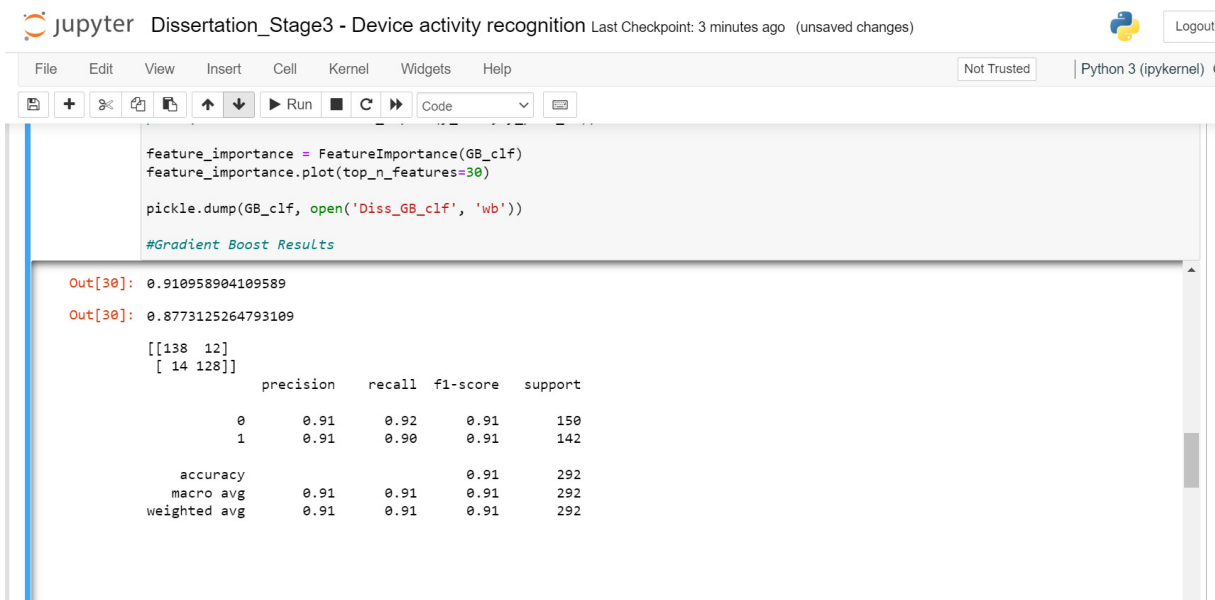 jupyter Dissertation_Stage3 - Device activity recognition Last Checkpoint: 3 minutes ago (unsaved changes)
Logout
File Edit View Insert Cell Kernel Widgets Help
Not Trusted
Python 3 (ipykernel)
Run
Code
feature_importance = FeatureImportance(GB_clf)
feature_importance.plot(top_n_features=30)
pickle.dump(GB_clf, open('Diss_GB_clf', 'wb'))
#Gradient Boost Results
Out[30]: 0.910958904109589
Out[30]: 0.8773125264793109
[[138 12]
[ 14 128]]
precision recall f1-score support
0 0.91 0.92 0.91 150
1 0.91 0.90 0.91 142
accuracy 0.91 292
macro avg 0.91 0.91 0.91 292
weighted avg 0.91 0.91 0.91 292